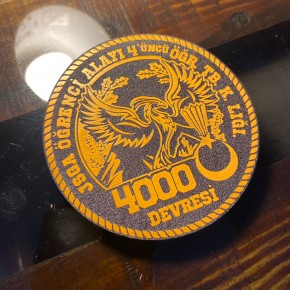 JSGA ÖĞRENCİ ALAYI 4'ÜNCÜ ÖĞR. TB. K. LIĞI
4000
DEVRESİ